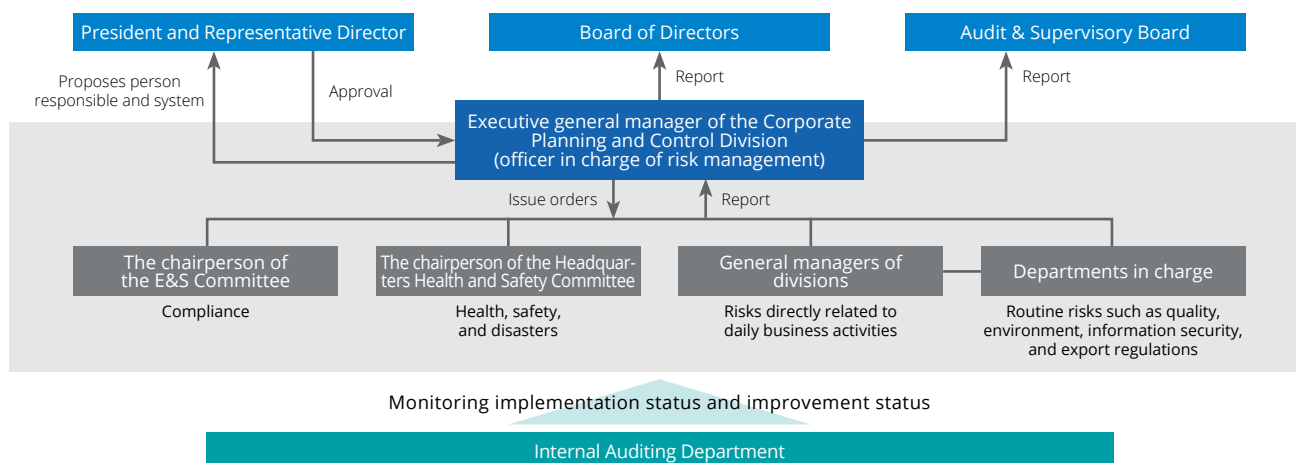 President and Representative Director
Board of Directors
Audit & Supervisory Board
Proposes person
responsible and system
Approval
Report
Report
Executive general manager of the Corporate
Planning and Control Division
(officer in charge of risk management)
Issue orders
Report
The chairperson of
the E&S Committee
The chairperson of the Headquar-
ters Health and Safety Committee
General managers of
divisions
Departments in charge
Compliance
Health, safety,
and disasters
Risks directly related to
daily business activities
Routine risks such as quality,
environment, information security,
and export regulations
Monitoring implementation status and improvement status
Internal Auditing Department